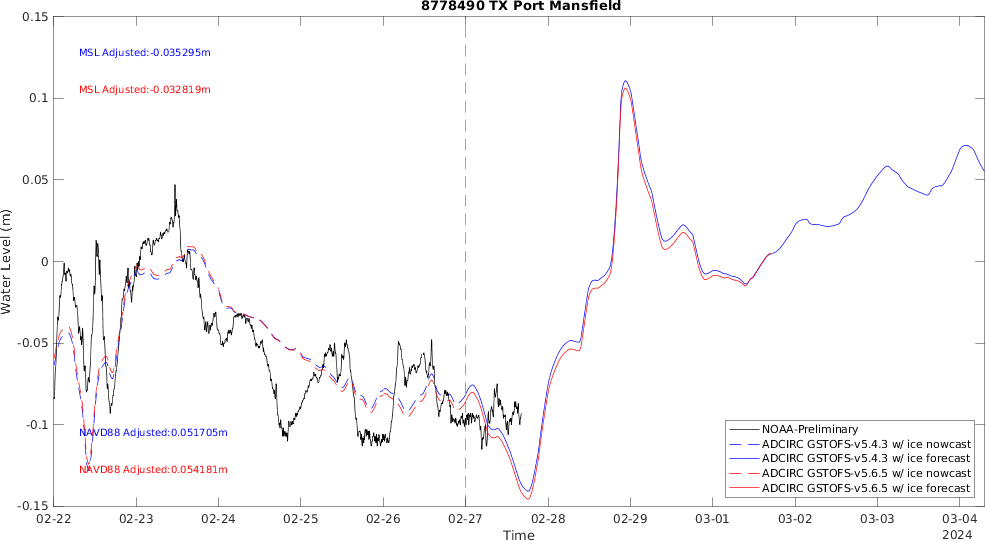 8778490 TX Port Mansfield
0.15
MSL Adjusted:-0.035295m
MSL Adjusted:-0.032819m
0.1
0.05
0
-0.05
-0.1
-0.15
Water Level (m)
NAVD88 Adjusted:0.051705m
NAVD88 Adjusted:0.054181m
NOAA-Preliminary
ADCIRC GSTOFS-v5.4.3 w/ ice nowcast
ADCIRC GSTOFS-v5.4.3 w/ ice forecast
ADCIRC GSTOFS-v5.6.5 w/ ice nowcast
ADCIRC GSTOFS-v5.6.5 w/ ice forecast
02-22 02-23 02-24 02-25 02-26 02-27 02-28 02-29 03-01 03-02 03-03 03-04
Time
2024